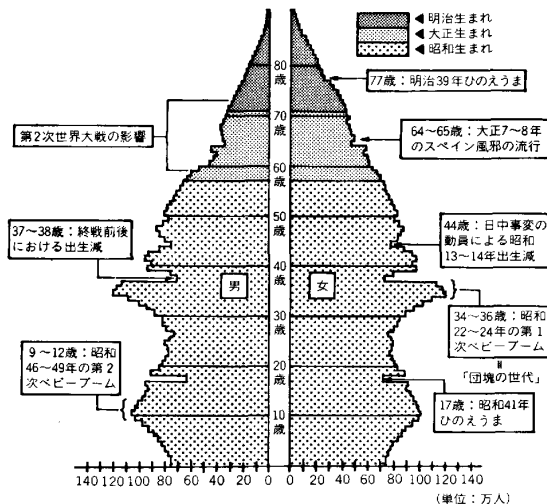 明治生まれ
大正生まれ
昭和生まれ
80
歳
77歳：明治39年ひのえうま
70
歳
第2次世界大戦の影響
64〜65歳：大正7〜8年
のスペイン風邪の流行
60
歳
50
歳
37〜38歳：終戦前後
における出生減
44歳：日中事変の
動員による昭和
13〜14年出生減
40
歳
男
女
30
歳
34〜36歳：昭和
22〜24年の第1
次ベビーブーム
=
「団塊の世代」
9〜12歳：昭和
46〜49年の第2
次ベビーブーム
20
歳
17歳：昭和41年
ひのえうま
10
歳
140 120 100 80 60 40 20 0 0 20 40 60 80 100 120 140
（単位：万人）